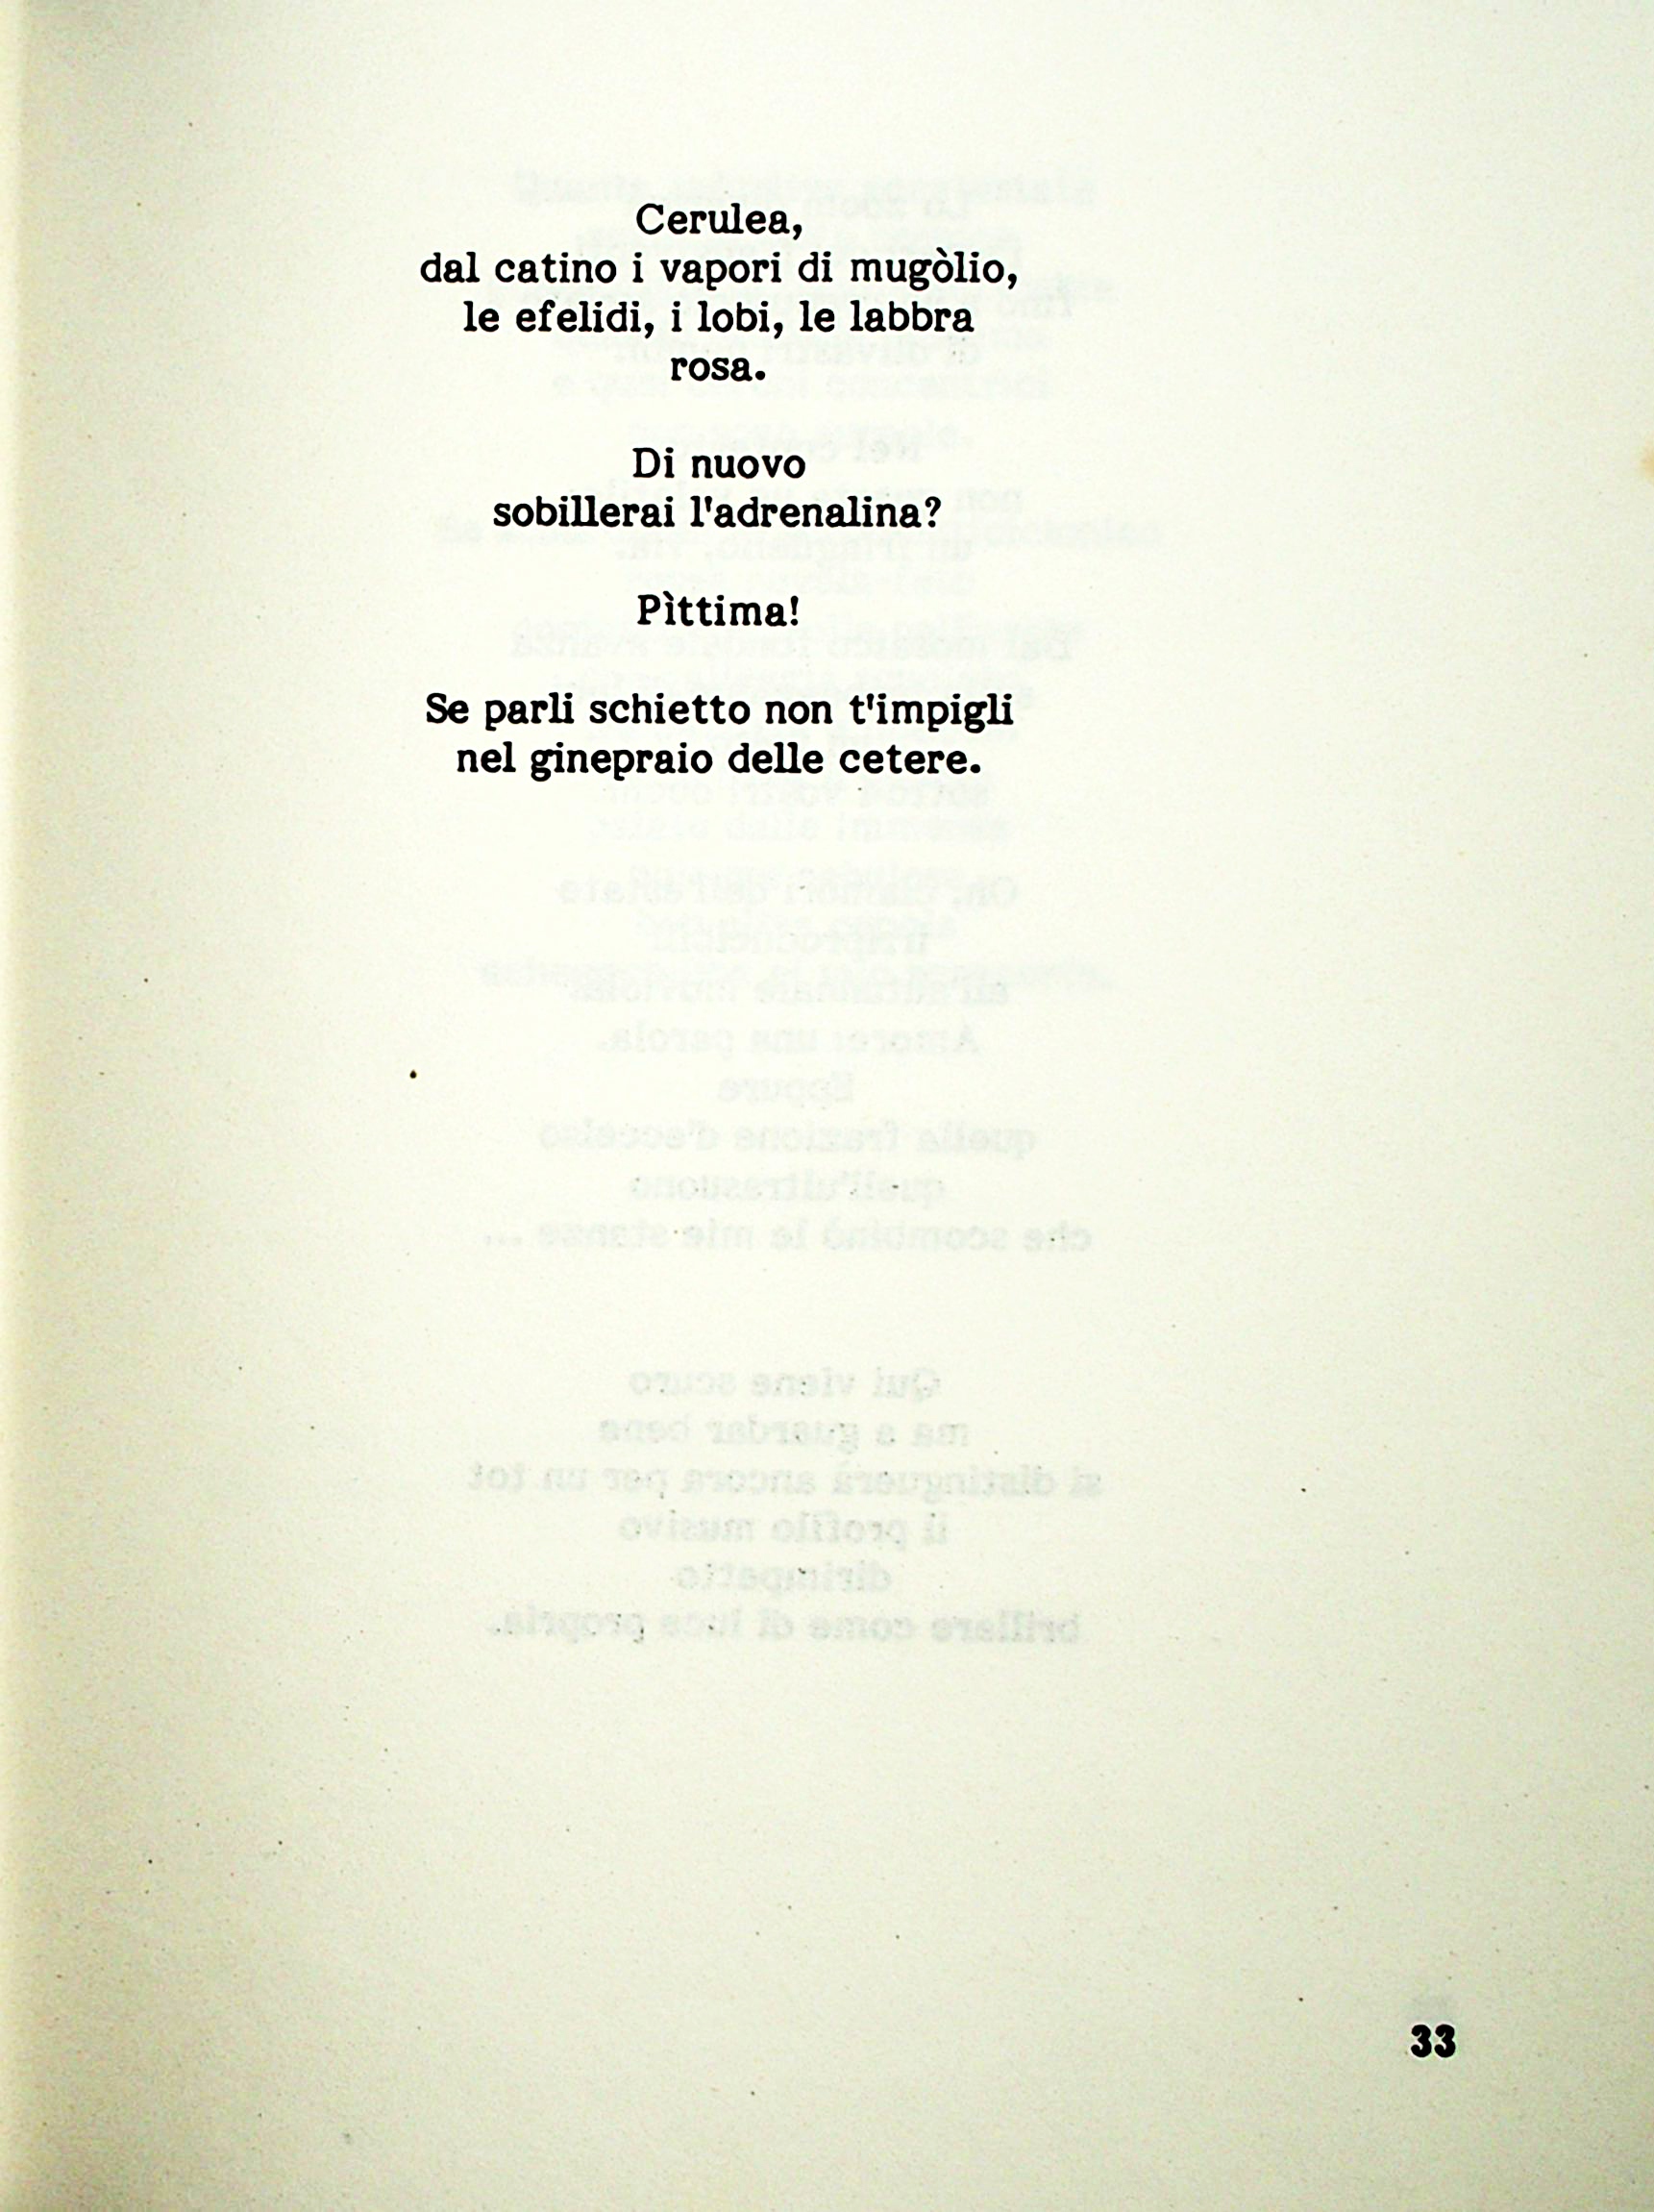 Cerulea,
dal catino i vapori di mugòlio,
le efelidi, i lobi, le labbra
rosa.
Di nuovo
sobillerai l'adrenalina?
Pìttima!
Se parli schietto non t'impigli
nel ginepraio delle cetere.
33